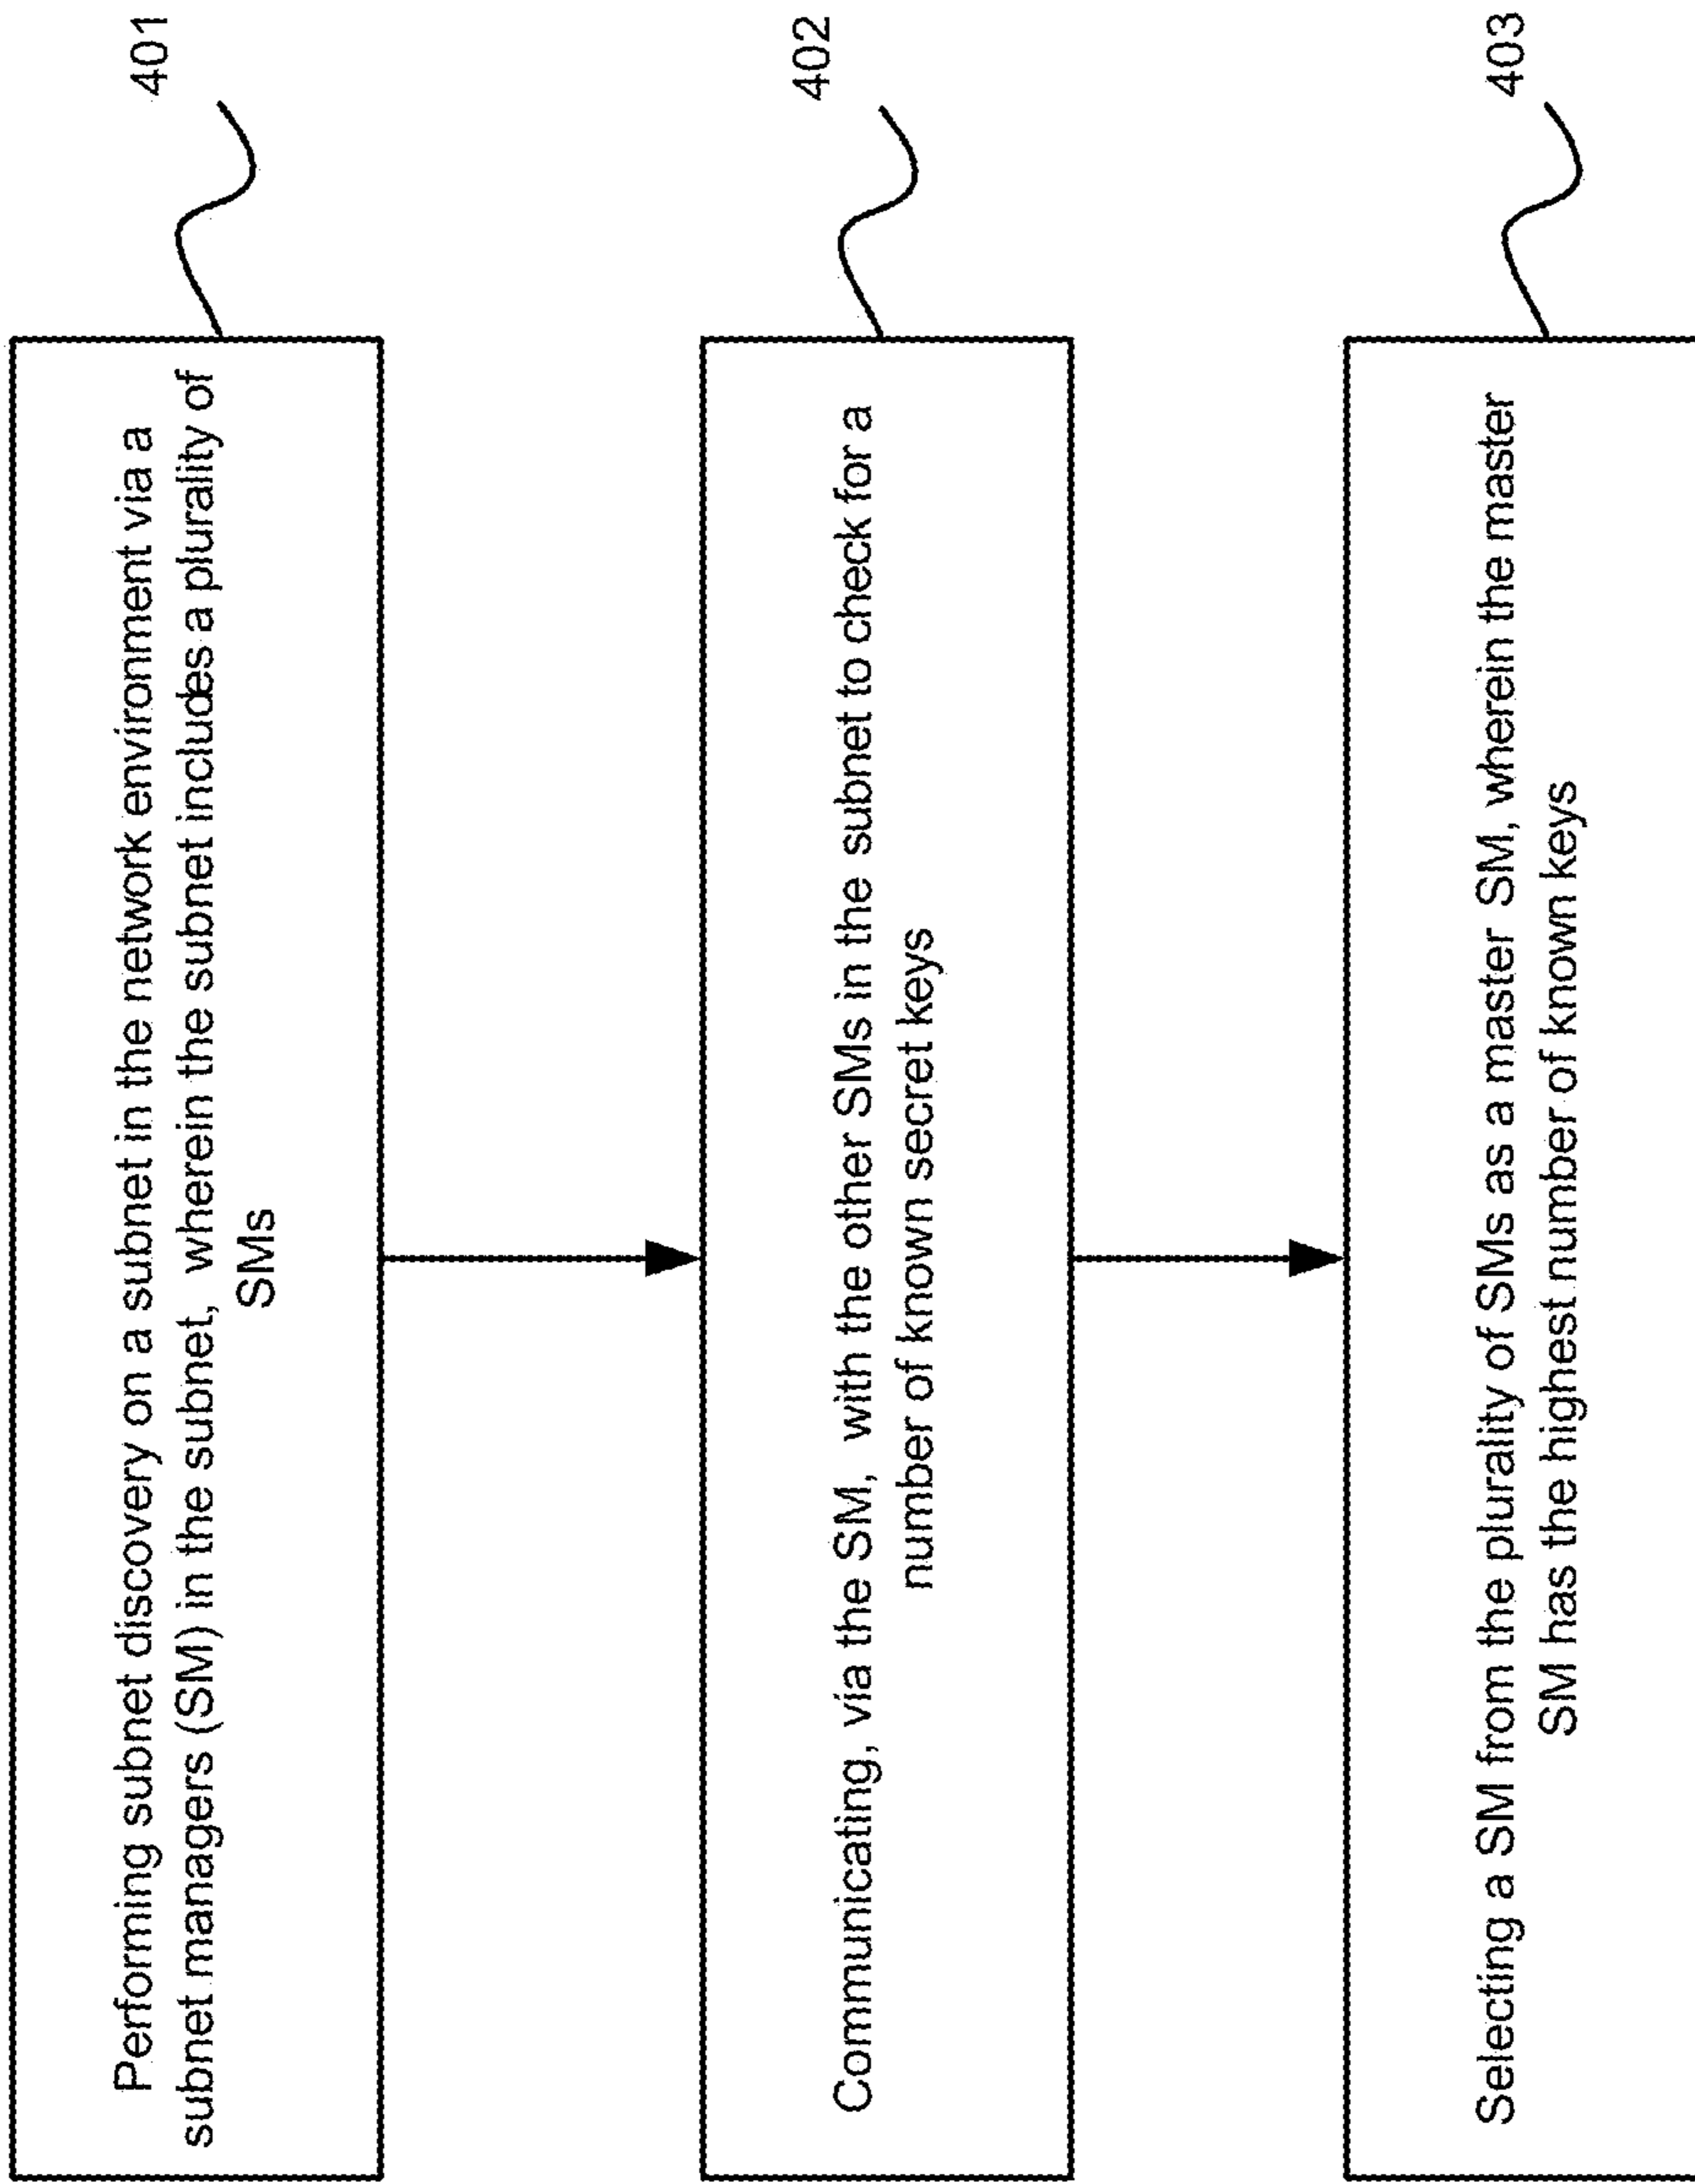 Performing subnet discovery on a subnet in the network environment via a
subnet managers (SM) in the subnet, wherein the subnet includes a plurality of
SMs
401
Communicating, via the SM, with the other SMs in the subnet to check for a
number of known secret keys
402
Selecting a SM from the plurality of SMs as a master SM, wherein the master
SM has the highest number of known keys
403